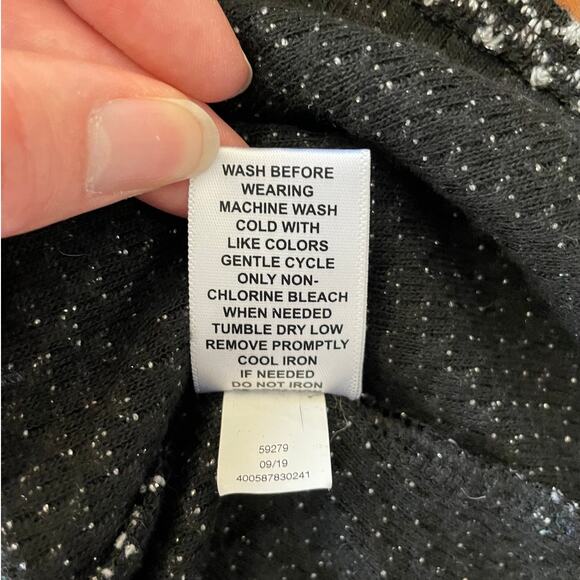 WASH BEFORE
WEARING
MACHINE WASH
COLD WITH
LIKE COLORS
GENTLE CYCLE
ONLY NON-
CHLORINE BLEACH
WHEN NEEDED
TUMBLE DRY LOW
REMOVE PROMPTLY
COOL IRON
IF NEEDED
DO NOT IRON
59279
09/19
400587830241